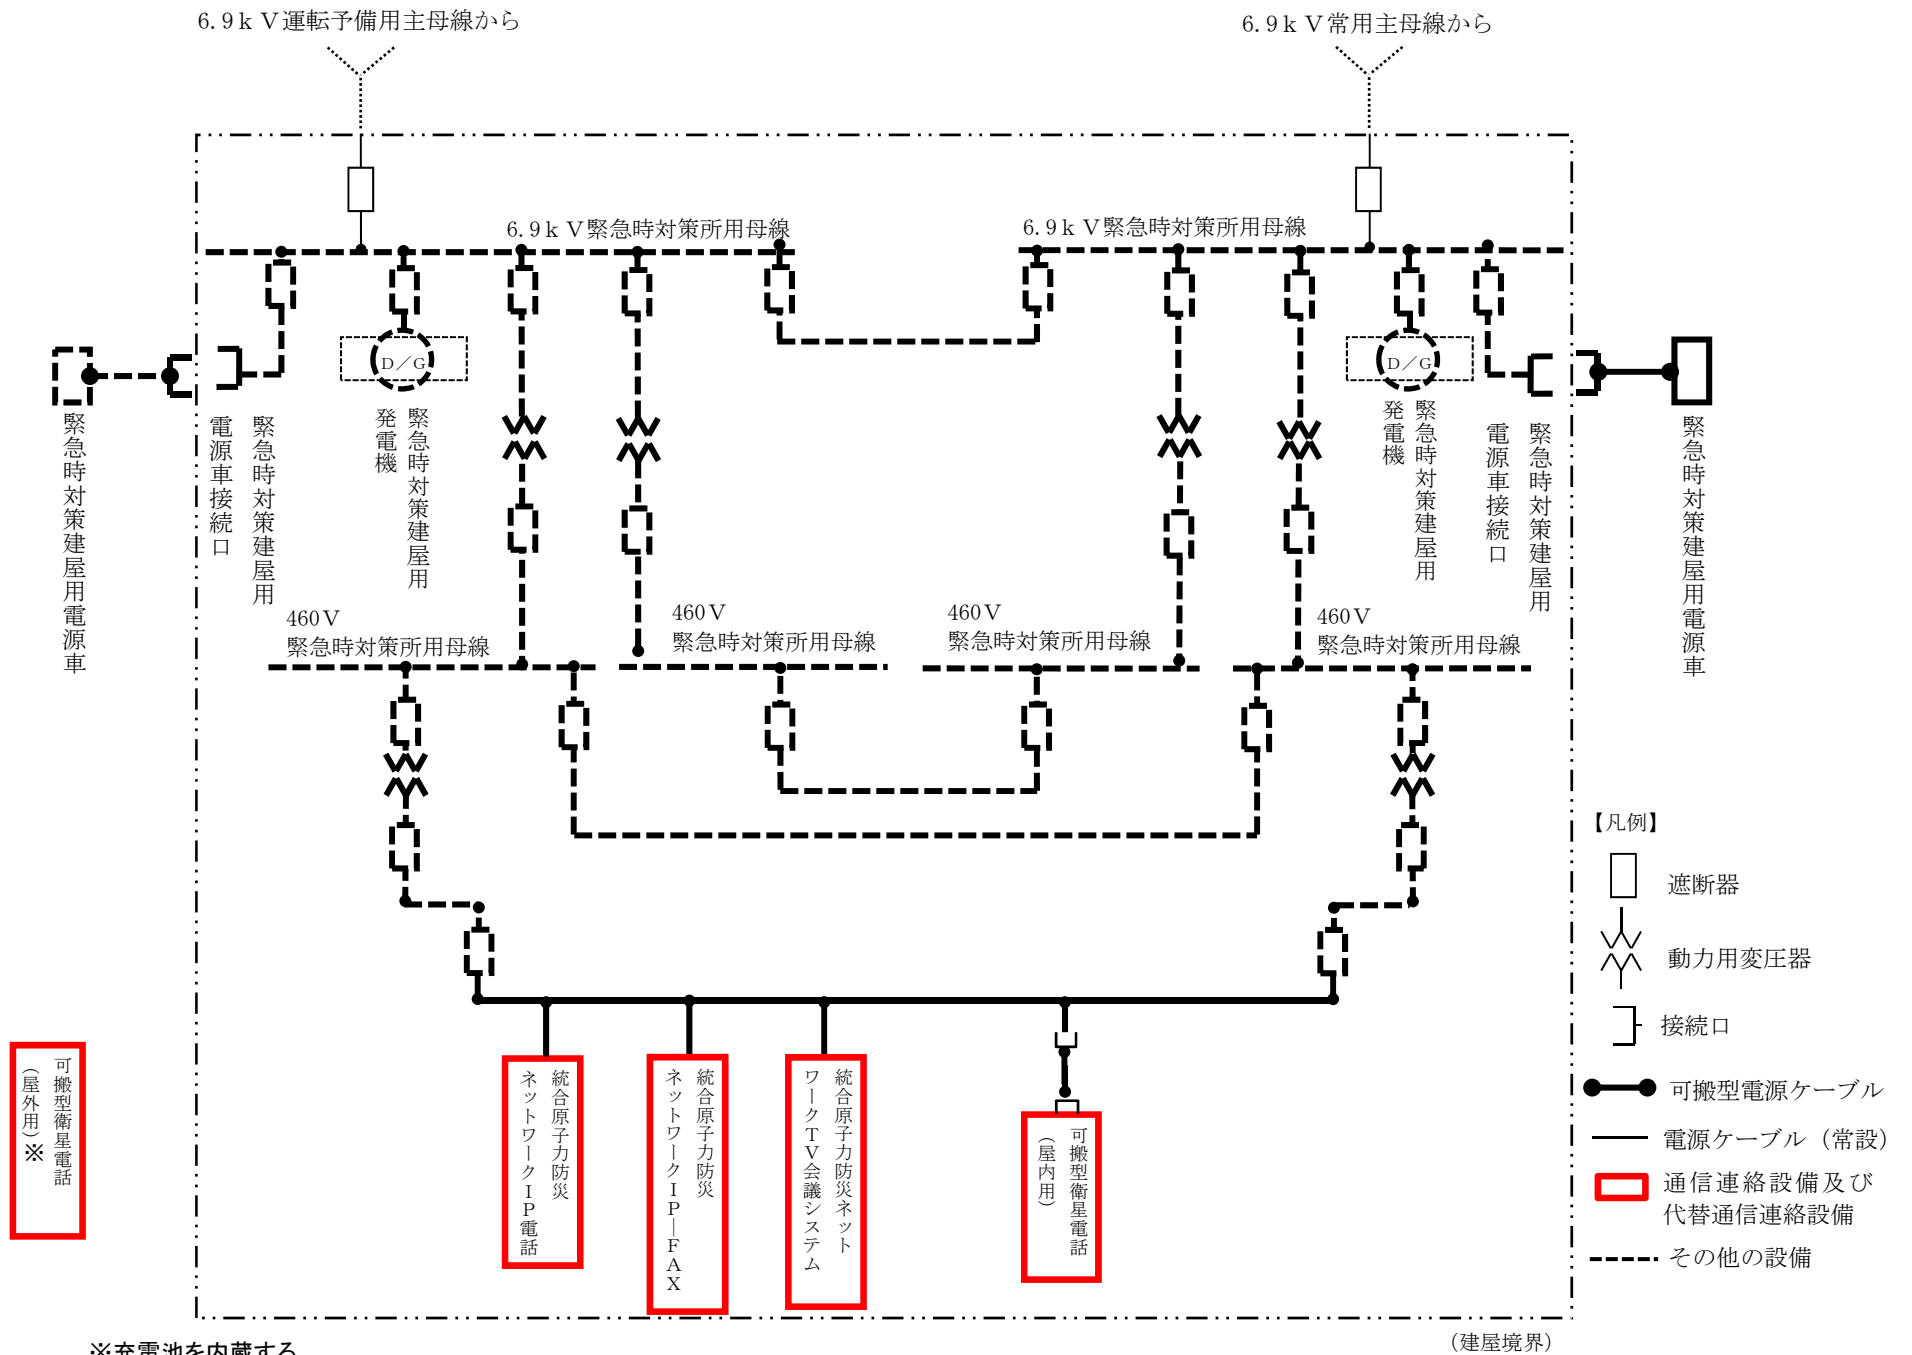 6.9ｋＶ運転予備用主母線から
6.9ｋＶ常用主母線から
6.9ｋＶ緊急時対策所用母線
6.9ｋＶ緊急時対策所用母線
D／G
D／G
緊急時対策建屋用電源車
緊急時対策建屋用
電源車接続口
緊急時対策建屋用
発電機
緊急時対策建屋用
発電機
緊急時対策建屋用
電源車接続口
緊急時対策建屋用電源車
460Ｖ
緊急時対策所用母線
460Ｖ
緊急時対策所用母線
460Ｖ
緊急時対策所用母線
460Ｖ
緊急時対策所用母線
【凡例】
遮断器
動力用変圧器
接続口
可搬型電源ケーブル
電源ケーブル（常設）
通信連絡設備及び
代替通信連絡設備
その他の設備
可搬型衛星電話
（屋外用）※
統合原子力防災
ネットワークＩＰ電話
統合原子力防災
ネットワークＩＰ－ＦＡＸ
統合原子力防災ネット
ワークＴＶ会議システム
可搬型衛星電話
（屋内用）
（建屋境界）
※充電池を内蔵する